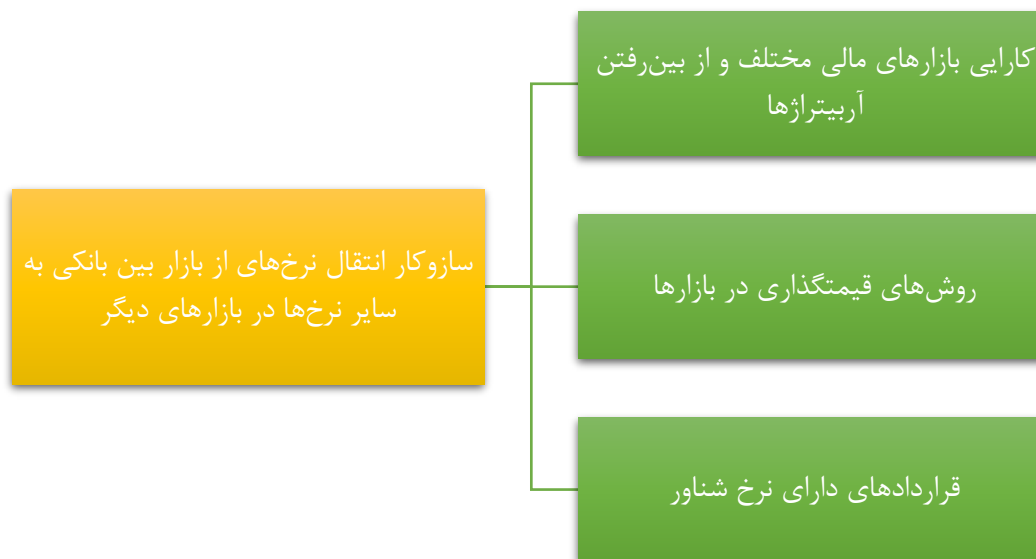 کارایی بازارهای مالی مختلف و از بین‌رفتن
آربیتراژها
سازوکار انتقال نرخ‌های از بازار بین بانکی به
سایر نرخ‌ها در بازارهای دیگر
روش‌های قیمتگذاری در بازارها
قراردادهای دارای نرخ شناور